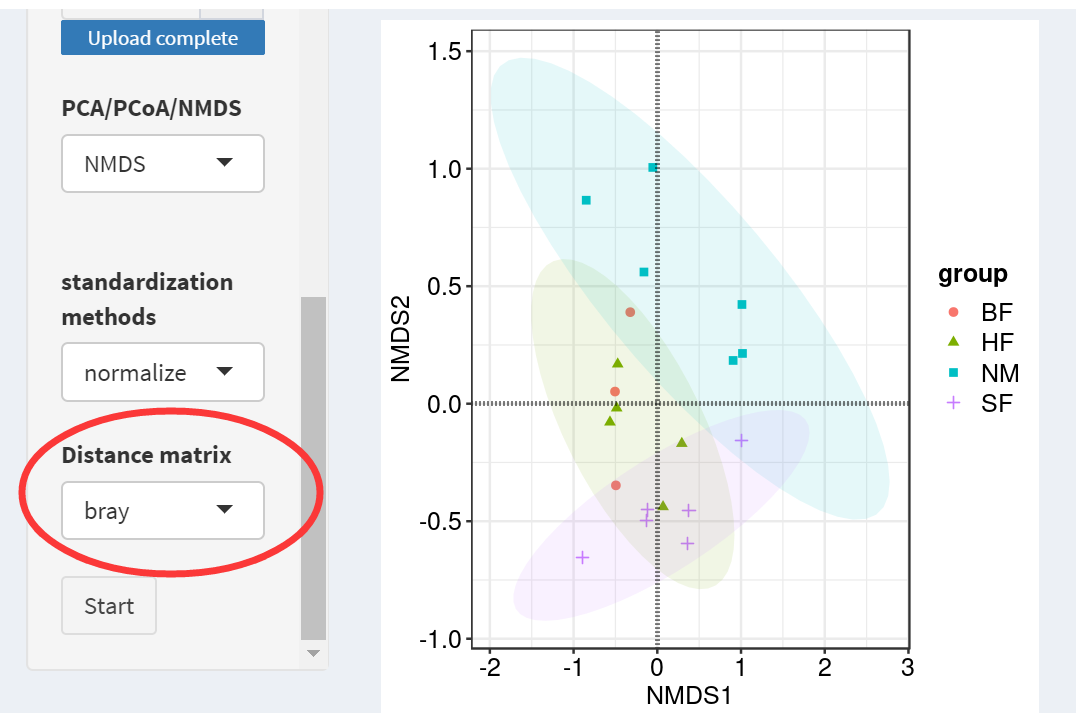 Upload complete
PCA/PCoA/NMDS
NMDS
standardization
methods
normalize
Distance matrix
bray
Start
1.5
1.0
0.5
0.0
-0.5
-1.0
NMDS2
-2
-1
0
1
2
3
NMDS1
group
BF
HF
NM
SF